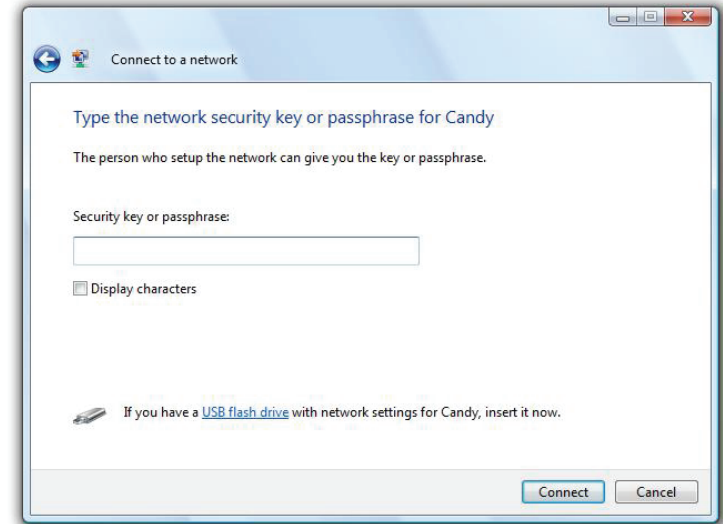 Connect to a network
Type the network security key or passphrase for Candy
The person who setup the network can give you the key or passphrase.
Security key or passphrase:
Display characters
If you have a USB flash drive with network settings for Candy, insert it now.
Connect Cancel